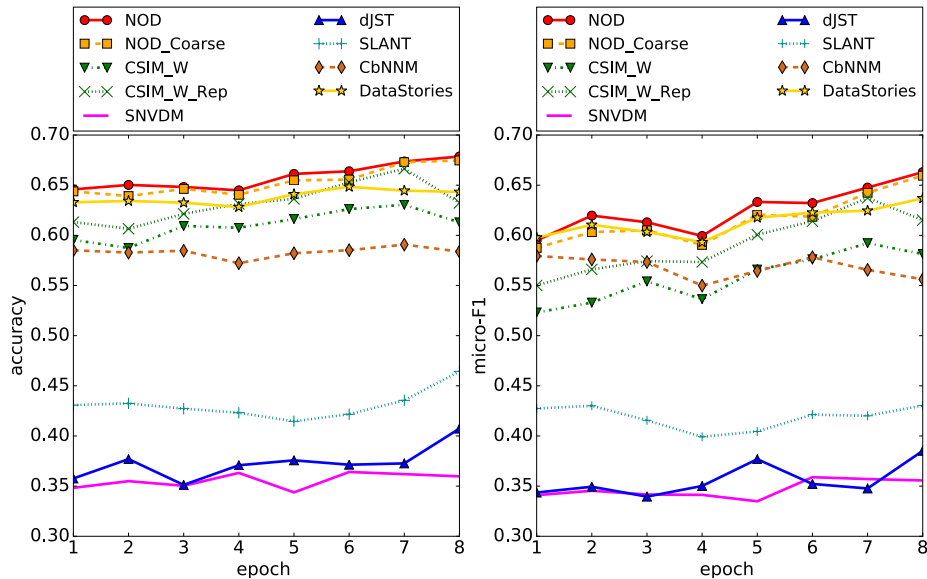 NOD
NOD_Coarse
CSIM_W
CSIM_W_Rep
SNVDM
dJST
SLANT
CbNNM
DataStories
0.70
0.65
0.60
0.55
0.50
0.45
0.40
0.35
0.30
accuracy
1 2 3 4 5 6 7 8
epoch
NOD
NOD_Coarse
CSIM_W
CSIM_W_Rep
SNVDM
dJST
SLANT
CbNNM
DataStories
0.70
0.65
0.60
0.55
0.50
0.45
0.40
0.35
0.30
micro-F1
1 2 3 4 5 6 7 8
epoch